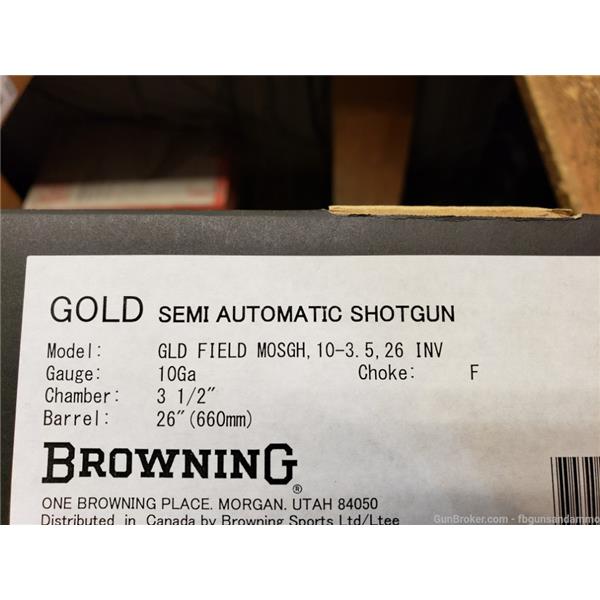 GOLD SEMI AUTOMATIC SHOTGUN
Model: GLD FIELD MOSGH,10-3.5,26 INV
Gauge: 10Ga Choke: F
Chamber: 3 1/2"
Barrel: 26"(660mm)
BROWNING®
ONE BROWNING PLACE. MORGAN. UTAH 84050
Distributed in Canada by Browning Sports Ltd/Ltee
GunBroker.com - fbgunsandammo